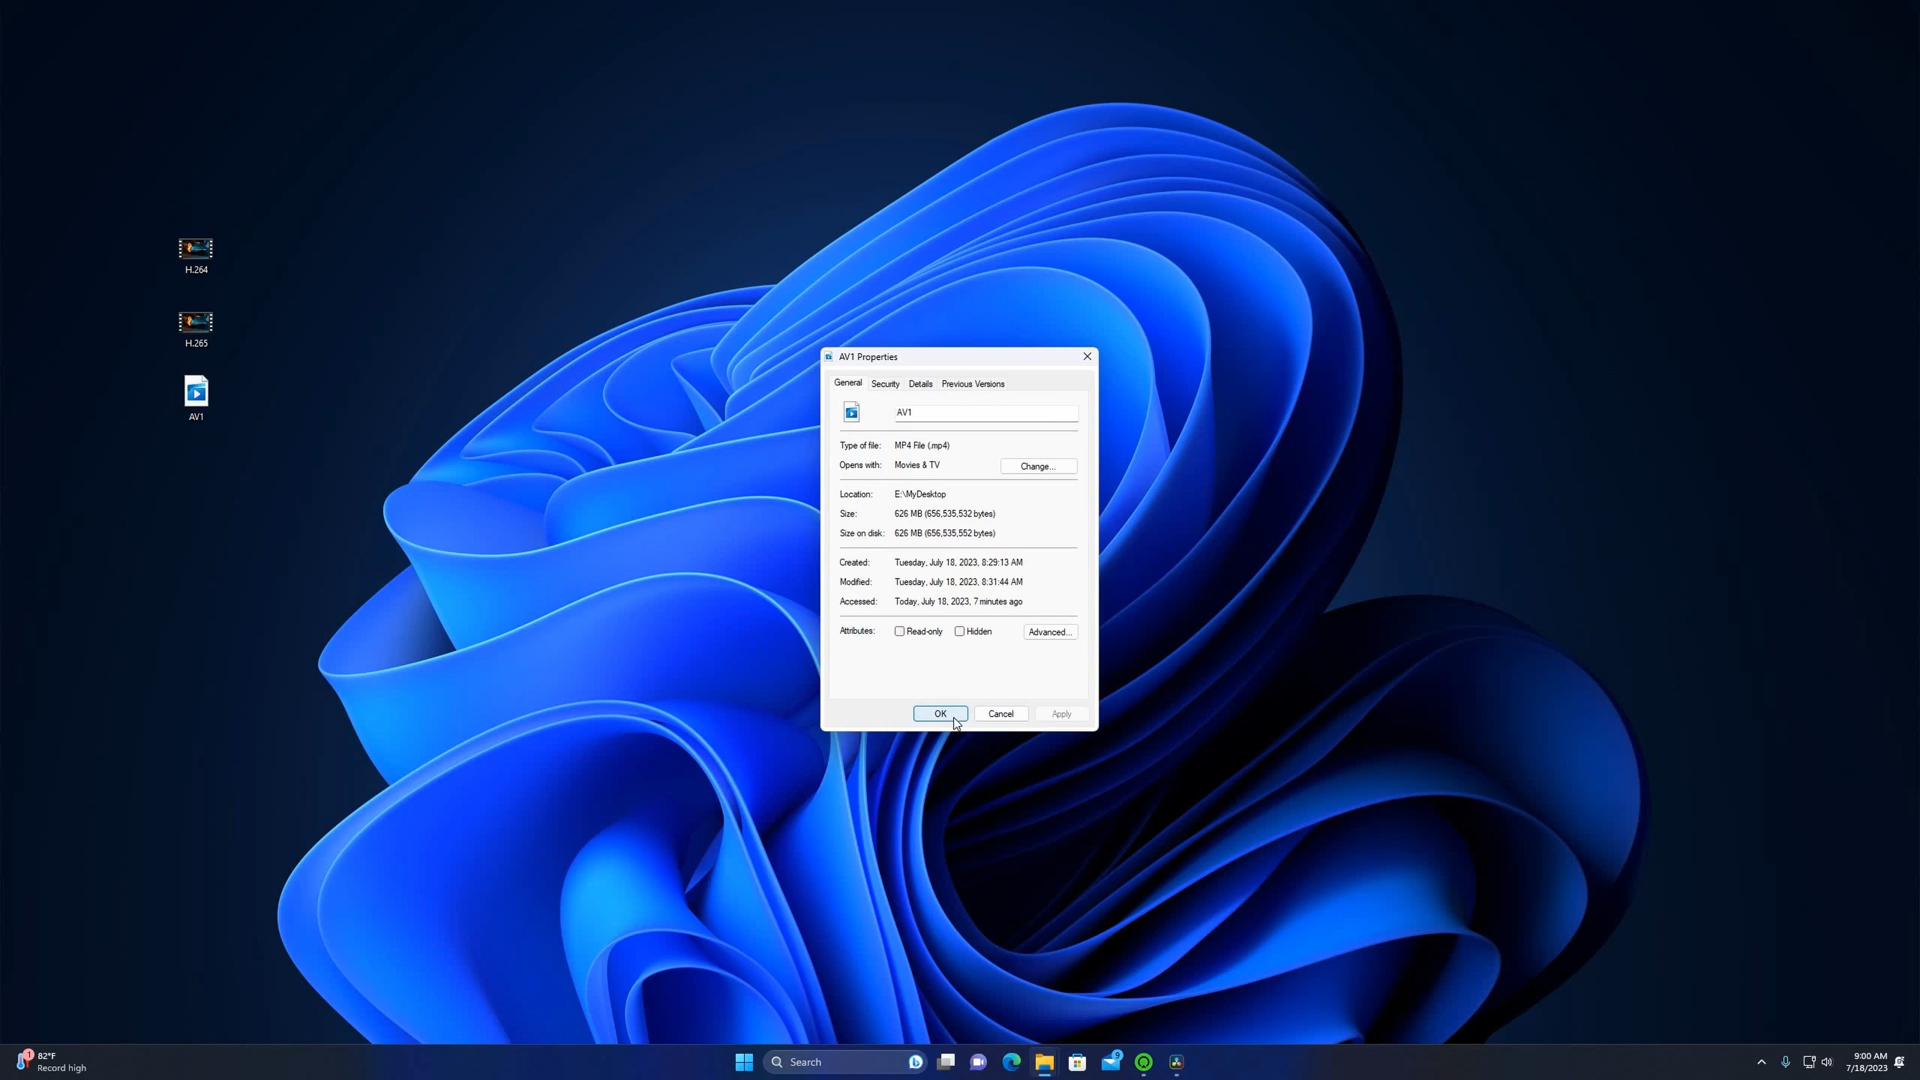 H.264
H.265
AV1
AV1 Properties
General Security Details Previous Versions
AV1
Type of file: MP4 File (.mp4)
Opens with: Movies & TV Change...
Location: E:\MyDesktop
Size: 626 MB (656,535,532 bytes)
Size on disk: 626 MB (656,535,552 bytes)
Created: Tuesday, July 18, 2023, 8:29:13 AM
Modified: Tuesday, July 18, 2023, 8:31:44 AM
Accessed: Today, July 18, 2023, 7 minutes ago
Attributes: Read-only Hidden Advanced...
OK Cancel Apply
1
82°F
Record high
Search
9
9:00 AM
7/18/2023